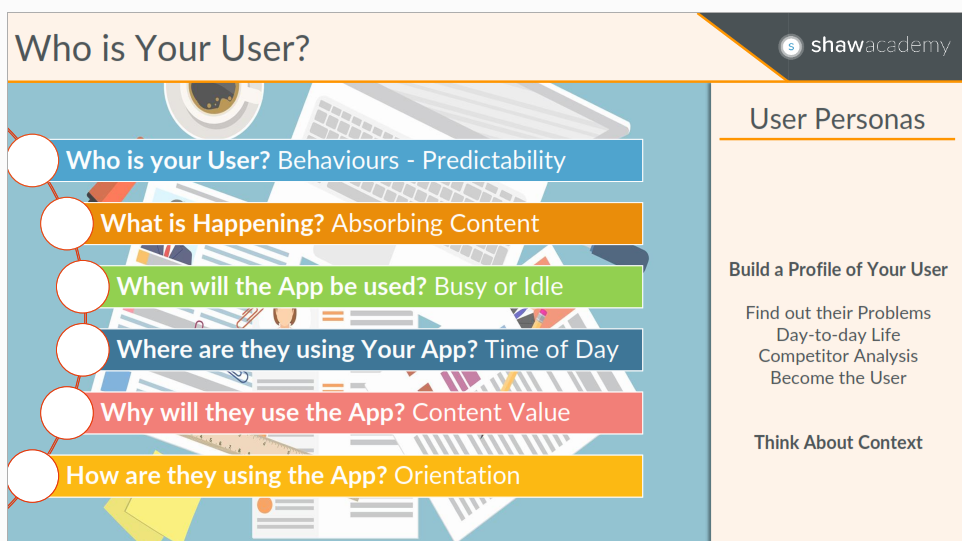 Who is Your User?
S shawacademy
Who is your User? Behaviours - Predictability
What is Happening? Absorbing Content
When will the App be used? Busy or Idle
Where are they using Your App? Time of Day
Why will they use the App? Content Value
How are they using the App? Orientation
User Personas
Build a Profile of Your User
Find out their Problems
Day-to-day Life
Competitor Analysis
Become the User
Think About Context